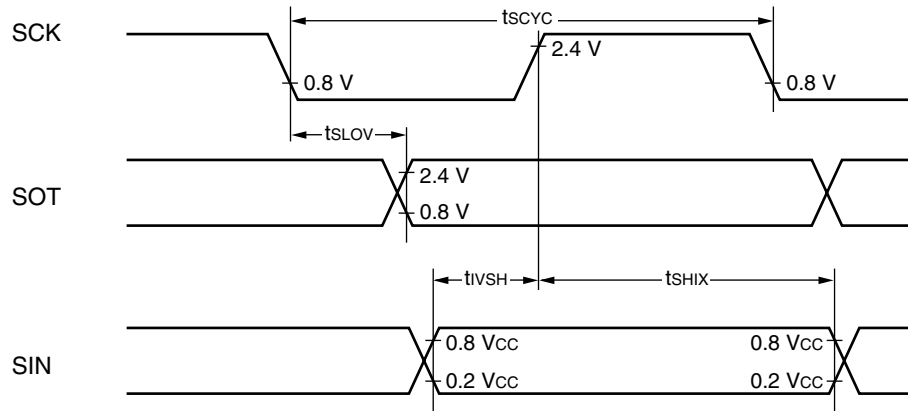 tSCYC
SCK
2.4 V
0.8 V
0.8 V
tSLOV
2.4 V
SOT
0.8 V
tIVSH
tSHIX
0.8 VCC
0.8 VCC
SIN
0.2 VCC
0.2 VCC